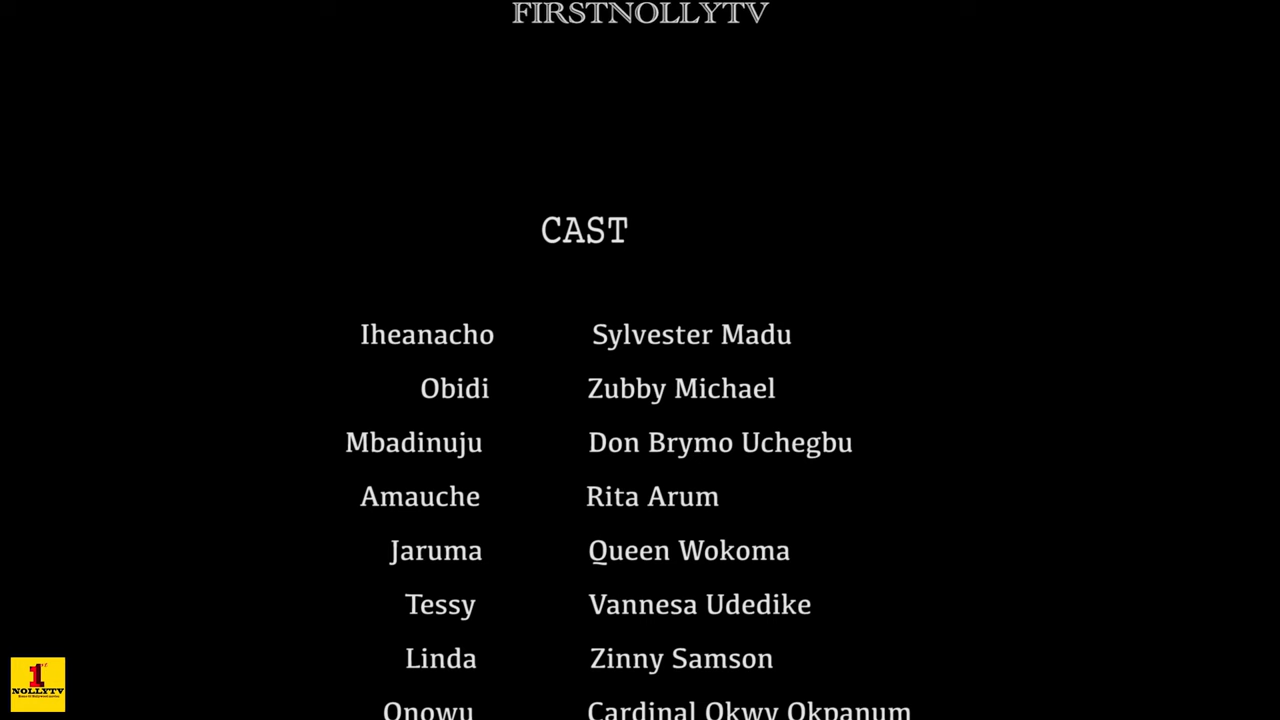 FIRSTNOLLYTV
CAST
Iheanacho Sylvester Madu
Obidi Zubby Michael
Mbadinuju Don Brymo Uchegbu
Amauche Rita Arum
Jaruma Queen Wokoma
Tessy Vannesa Udedike
Linda Zinny Samson
Onowu Cardinal Okwy Okpanum
1st
NOLLYTV